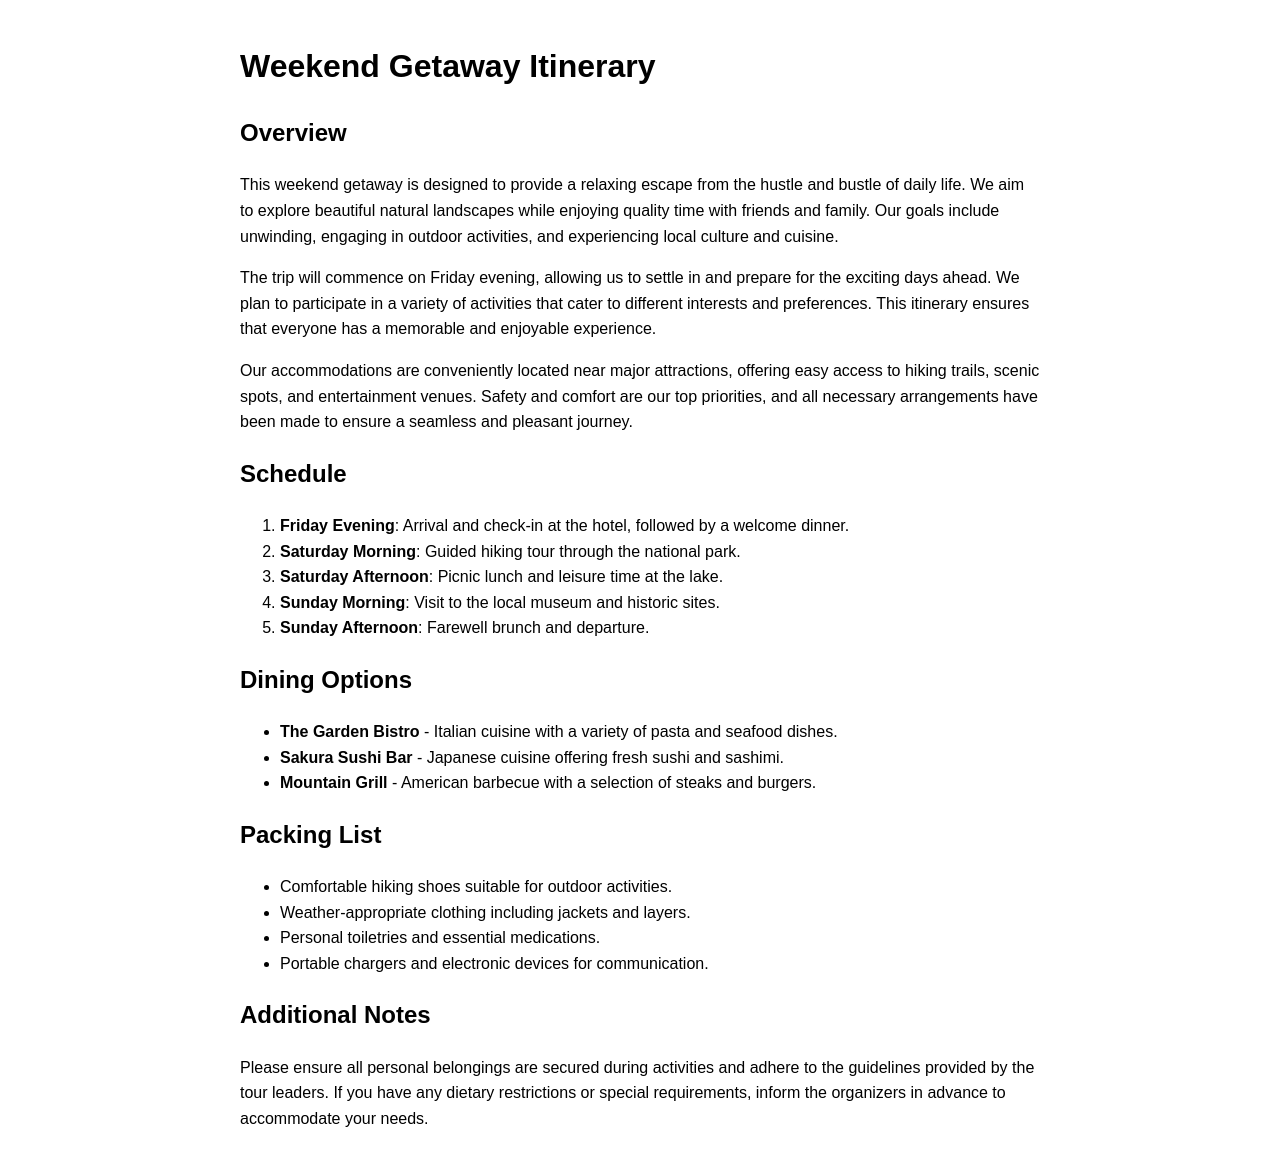 Weekend Getaway Itinerary
Overview
This weekend getaway is designed to provide a relaxing escape from the hustle and bustle of daily life. We aim
to explore beautiful natural landscapes while enjoying quality time with friends and family. Our goals include
unwinding, engaging in outdoor activities, and experiencing local culture and cuisine.
The trip will commence on Friday evening, allowing us to settle in and prepare for the exciting days ahead. We
plan to participate in a variety of activities that cater to different interests and preferences. This itinerary ensures
that everyone has a memorable and enjoyable experience.
Our accommodations are conveniently located near major attractions, offering easy access to hiking trails, scenic
spots, and entertainment venues. Safety and comfort are our top priorities, and all necessary arrangements have
been made to ensure a seamless and pleasant journey.
Schedule
1. Friday Evening: Arrival and check-in at the hotel, followed by a welcome dinner.
2. Saturday Morning: Guided hiking tour through the national park.
3. Saturday Afternoon: Picnic lunch and leisure time at the lake.
4. Sunday Morning: Visit to the local museum and historic sites.
5. Sunday Afternoon: Farewell brunch and departure.
Dining Options
• The Garden Bistro - Italian cuisine with a variety of pasta and seafood dishes.
• Sakura Sushi Bar - Japanese cuisine offering fresh sushi and sashimi.
• Mountain Grill - American barbecue with a selection of steaks and burgers.
Packing List
• Comfortable hiking shoes suitable for outdoor activities.
• Weather-appropriate clothing including jackets and layers.
• Personal toiletries and essential medications.
• Portable chargers and electronic devices for communication.
Additional Notes
Please ensure all personal belongings are secured during activities and adhere to the guidelines provided by the
tour leaders. If you have any dietary restrictions or special requirements, inform the organizers in advance to
accommodate your needs.